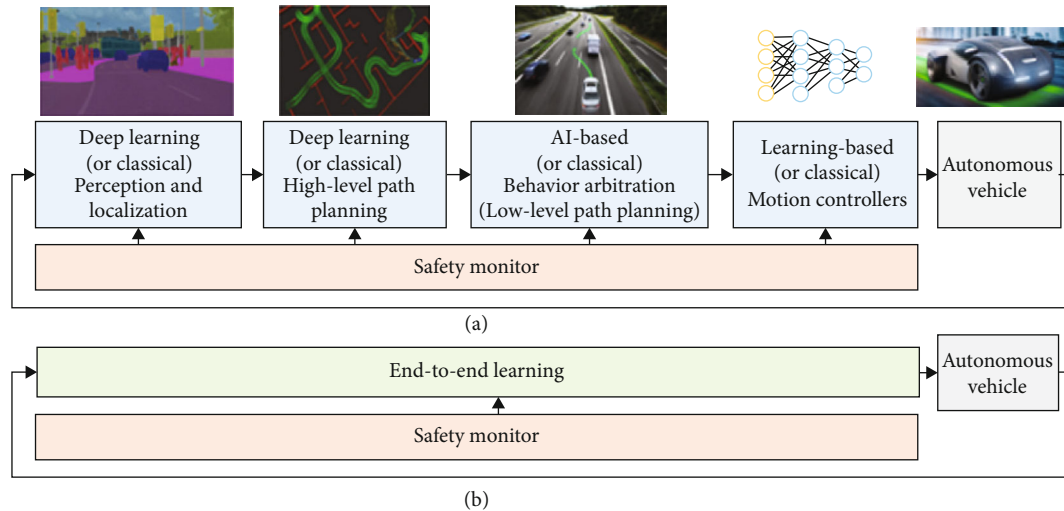 Deep learning
(or classical)
Perception and
localization
Deep learning
(or classical)
High-level path
planning
AI-based
(or classical)
Behavior arbitration
(Low-level path planning)
Learning-based
(or classical)
Motion controllers
Autonomous
vehicle
Safety monitor
(a)
End-to-end learning
Autonomous
vehicle
Safety monitor
(b)